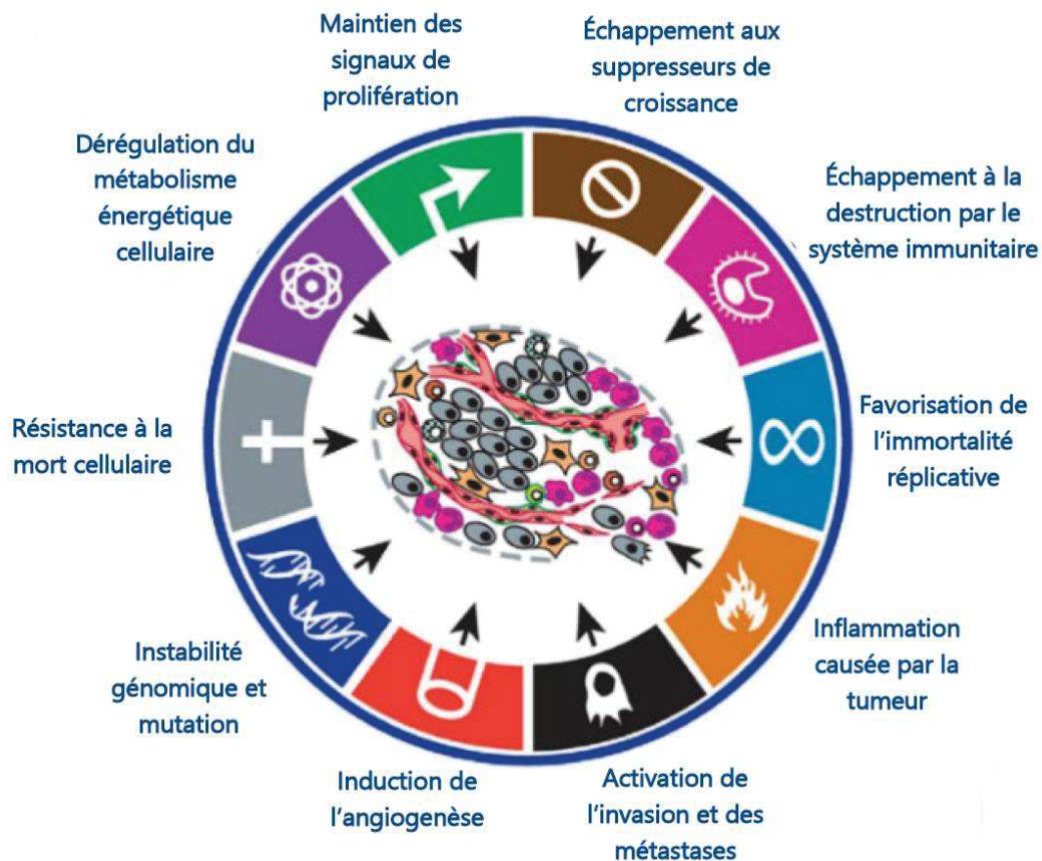 Maintien des
signaux de
prolifération
Échappement aux
suppresseurs de
croissance
Échappement à la
destruction par le
système immunitaire
Favorisation de
l'immortalité
réplicative
Inflammation
causée par la
tumeur
Activation de
l'invasion et des
métastases
Induction de
l'angiogenèse
Instabilité
génomique et
mutation
Résistance à la
mort cellulaire
Dérégulation du
métabolisme
énergétique
cellulaire